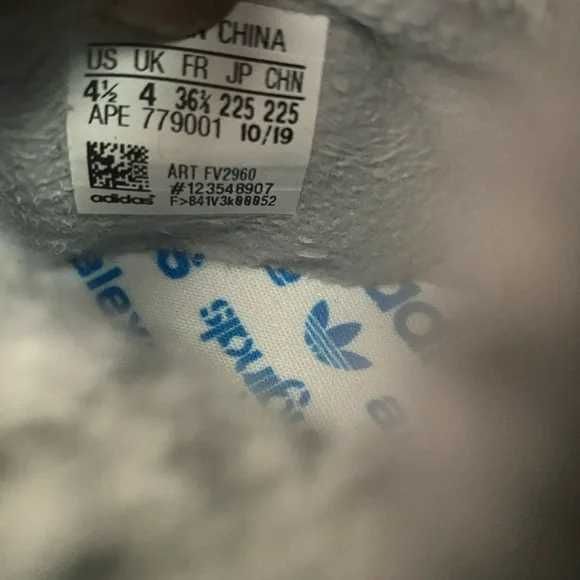 CHINA
US UK FR JP CHN
4½ 4 36⅔ 225 225
APE 779001 10/19
ART FV2960
#123548907
adidas F>841V3k00052
alex